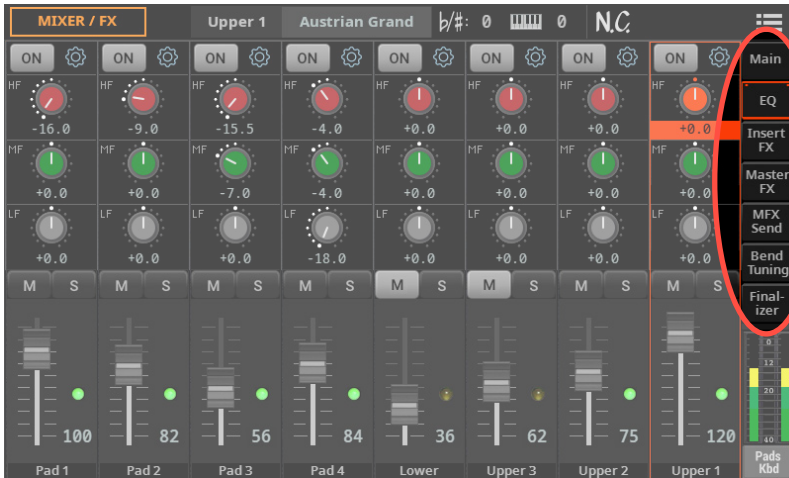 MIXER / FX
Upper 1
Austrian Grand
♭/#: 0
0
N.C.
ON ON ON ON ON ON ON ON
Main
HF HF HF HF HF HF HF HF
-16.0 -9.0 -15.5 -4.0 +0.0 +0.0 +0.0 +0.0
EQ
MF MF MF MF MF MF MF MF
+0.0 +0.0 -7.0 -4.0 +0.0 +0.0 +0.0 +0.0
Insert
FX
Master
FX
LF LF LF LF LF LF LF LF
+0.0 +0.0 +0.0 -18.0 +0.0 +0.0 +0.0 +0.0
MFX
Send
Bend
Tuning
M S M S M S M S M S M S M S M S
Final-
izer
0
12
20
40
100 82 56 84 36 62 75 120
Pad 1 Pad 2 Pad 3 Pad 4 Lower Upper 3 Upper 2 Upper 1
Pads
Kbd